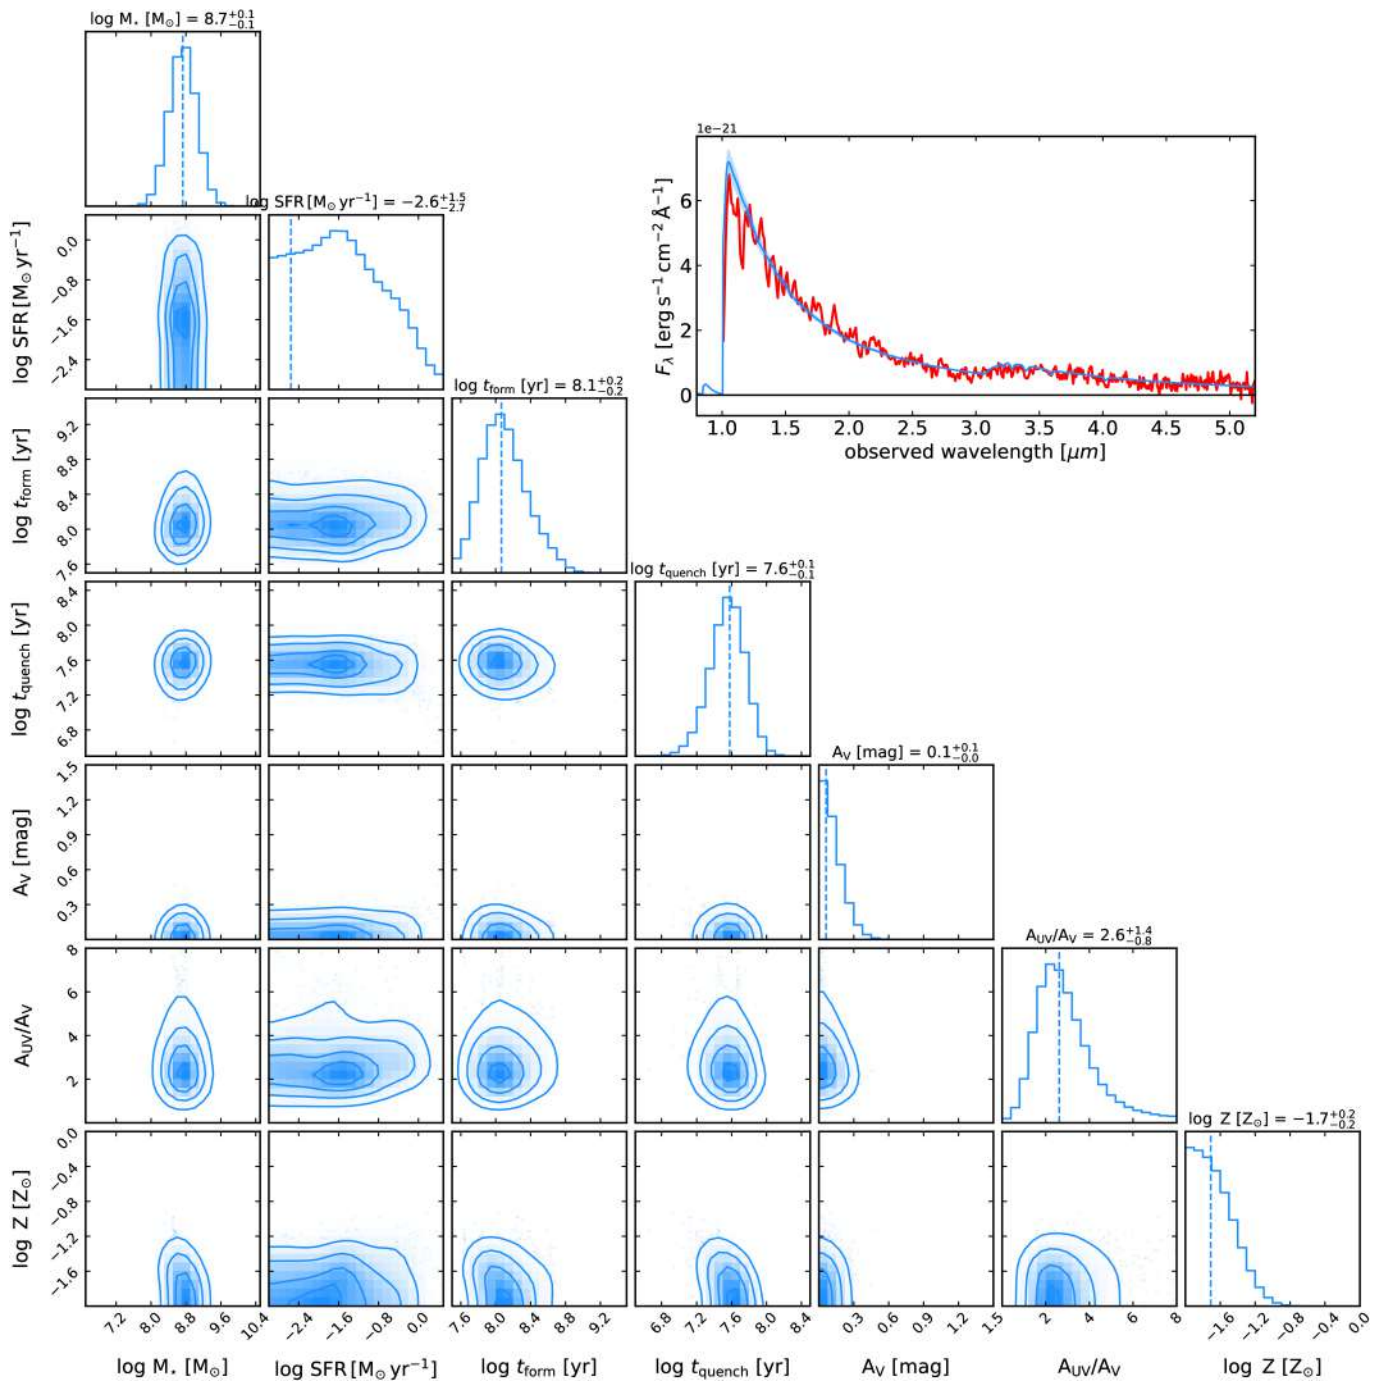 log M⋆ [M⊙] = 8.7+0.1 −0.1
1e−21
log SFR [M⊙ yr−1] = −2.6+1.5 −2.7
log SFR [M⊙ yr−1]
0.0
−0.8
−1.6
−2.4
Fλ [erg s−1 cm−2 Å−1]
6
4
2
0
1.0 1.5 2.0 2.5 3.0 3.5 4.0 4.5 5.0
observed wavelength [μm]
log tform [yr] = 8.1+0.2 −0.2
log tform [yr]
9.2
8.8
8.4
8.0
7.6
log tquench [yr] = 7.6+0.1 −0.1
log tquench [yr]
8.4
8.0
7.6
7.2
6.8
AV [mag] = 0.1+0.1 −0.0
AV [mag]
1.5
1.2
0.9
0.6
0.3
AUV/AV = 2.6+1.4 −0.8
AUV/AV
8
6
4
2
log Z [Z⊙] = −1.7+0.2 −0.2
log Z [Z⊙]
0.0
−0.4
−0.8
−1.2
−1.6
7.2 8.0 8.8 9.6 10.4 −2.4 −1.6 −0.8 0.0 7.6 8.0 8.4 8.8 9.2 6.8 7.2 7.6 8.0 8.4 0.3 0.6 0.9 1.2 1.5 2 4 6 8 −1.6 −1.2 −0.8 −0.4 0.0
log M⋆ [M⊙] log SFR [M⊙ yr−1] log tform [yr] log tquench [yr] AV [mag] AUV/AV log Z [Z⊙]